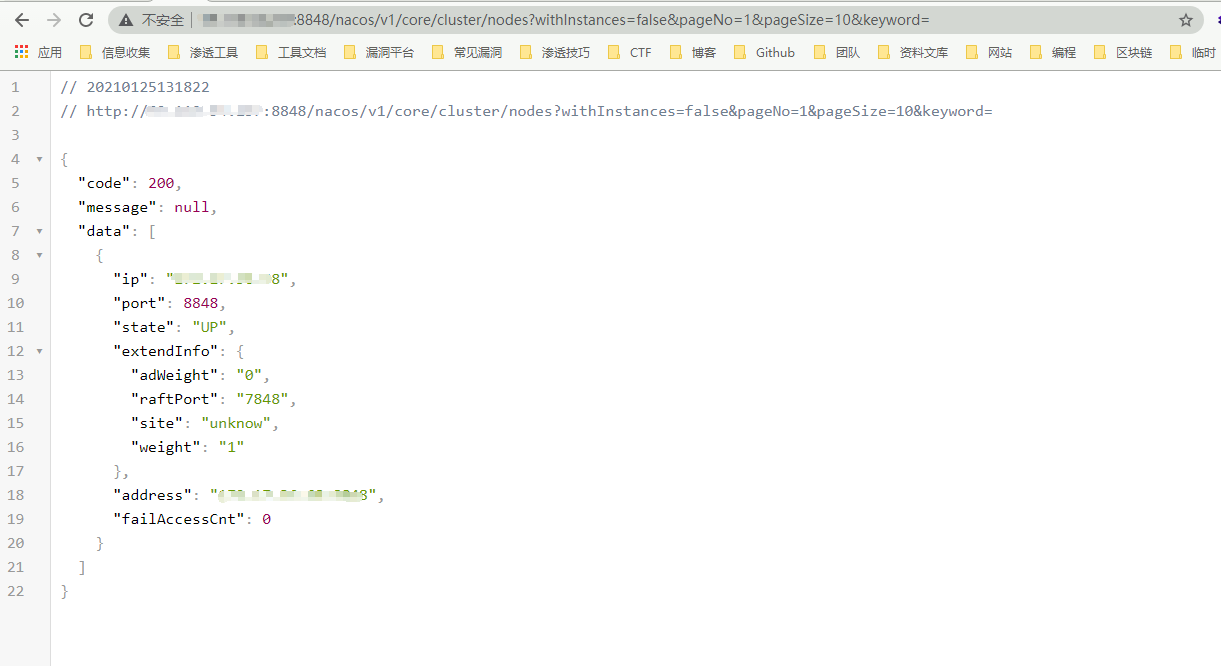 不安全 :8848/nacos/v1/core/cluster/nodes?withInstances=false&pageNo=1&pageSize=10&keyword=
应用 信息收集 渗透工具 工具文档 漏洞平台 常见漏洞 渗透技巧 CTF 博客 Github 团队 资料文库 网站 编程 区块链 临时
1 // 20210125131822
2 // http:// :8848/nacos/v1/core/cluster/nodes?withInstances=false&pageNo=1&pageSize=10&keyword=
3
4 {
5 "code": 200,
6 "message": null,
7 "data": [
8 {
9 "ip": " 8",
10 "port": 8848,
11 "state": "UP",
12 "extendInfo": {
13 "adWeight": "0",
14 "raftPort": "7848",
15 "site": "unknow",
16 "weight": "1"
17 },
18 "address": " ",
19 "failAccessCnt": 0
20 }
21 ]
22 }